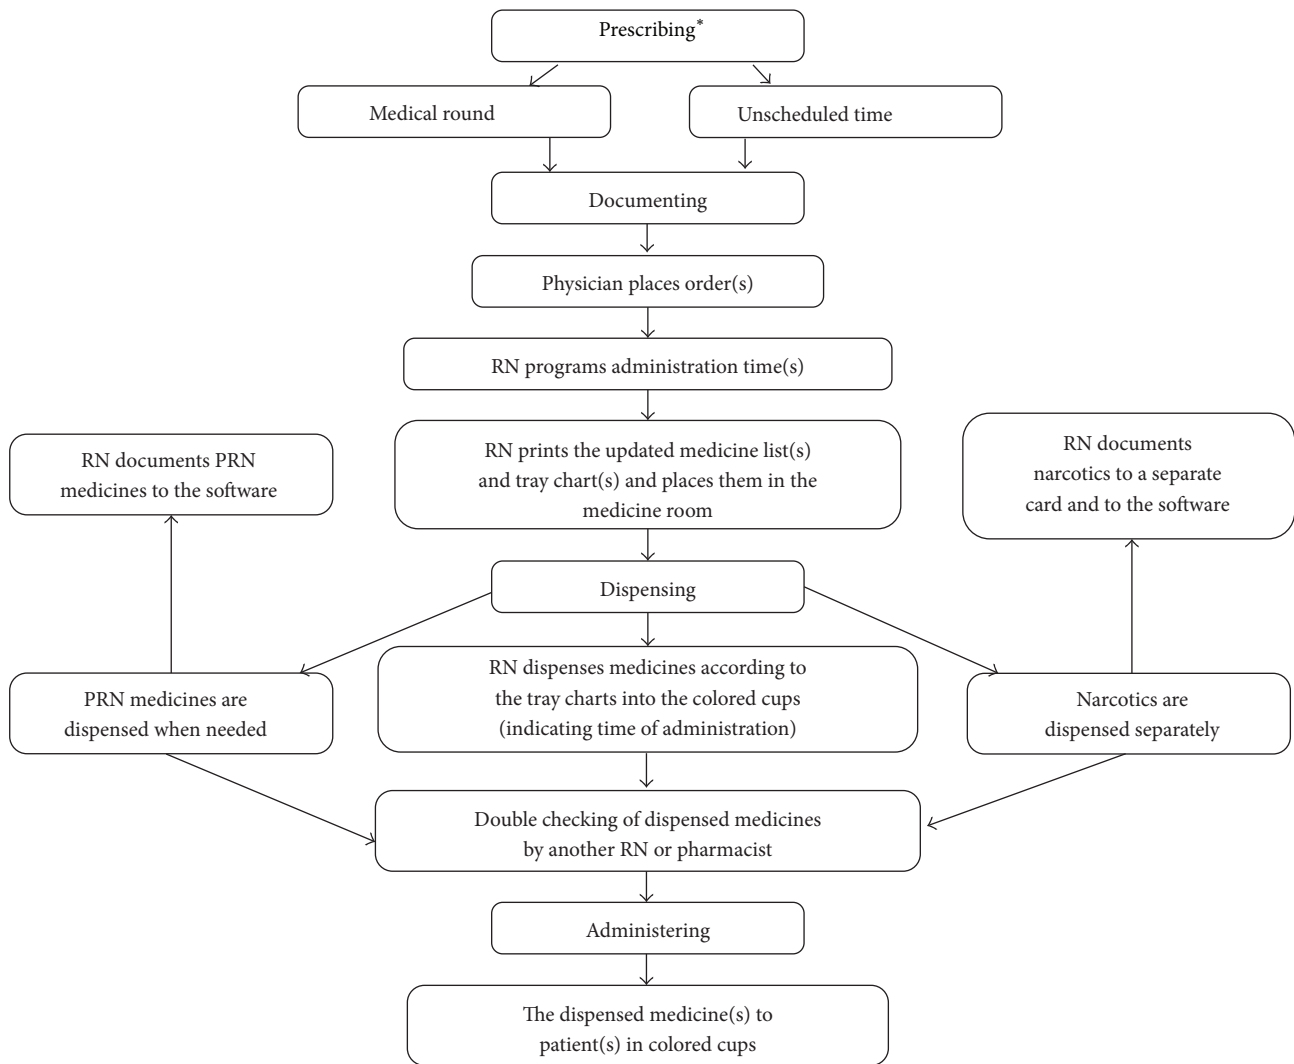 Prescribing*
Medical round
Unscheduled time
Documenting
Physician places order(s)
RN programs administration time(s)
RN prints the updated medicine list(s)
and tray chart(s) and places them in the
medicine room
RN documents PRN
medicines to the software
RN documents
narcotics to a separate
card and to the software
Dispensing
PRN medicines are
dispensed when needed
RN dispenses medicines according to
the tray charts into the colored cups
(indicating time of administration)
Narcotics are
dispensed separately
Double checking of dispensed medicines
by another RN or pharmacist
Administering
The dispensed medicine(s) to
patient(s) in colored cups